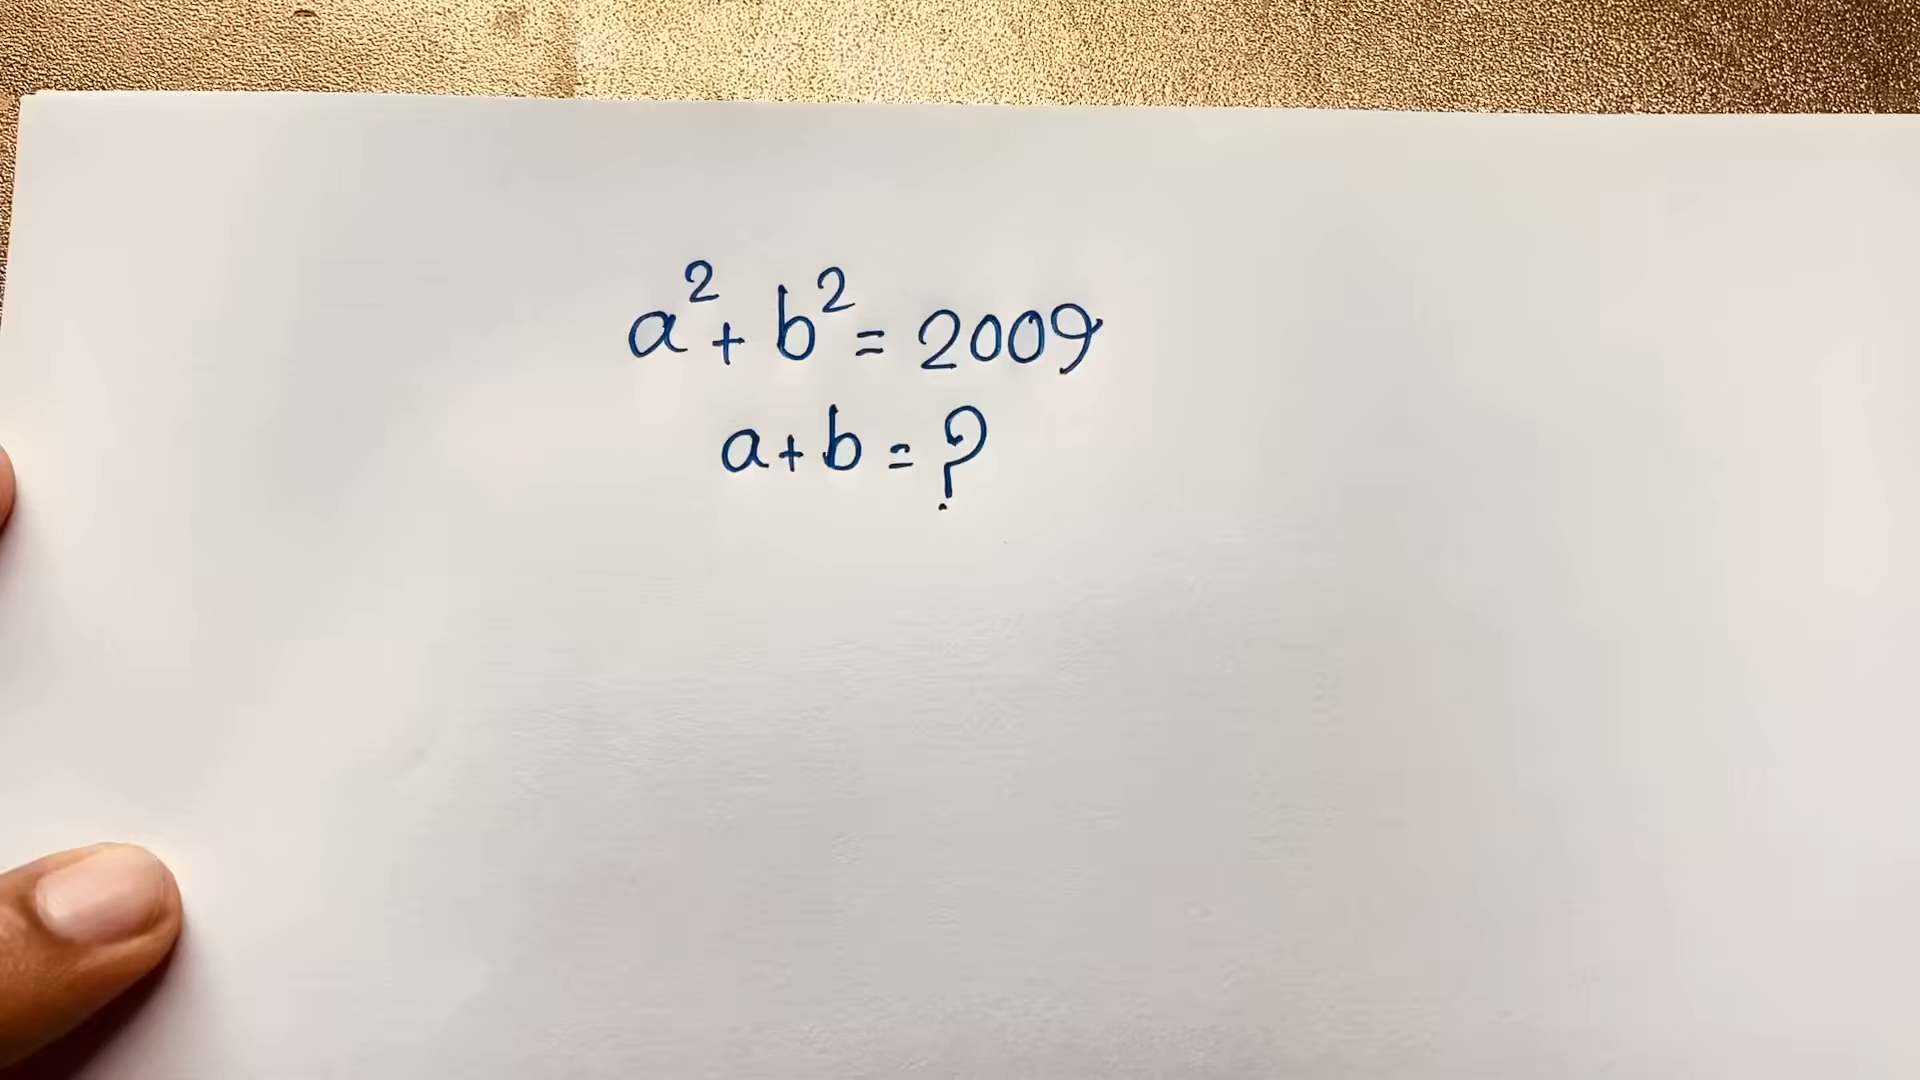 a²+ b² = 2009
a+b = ?